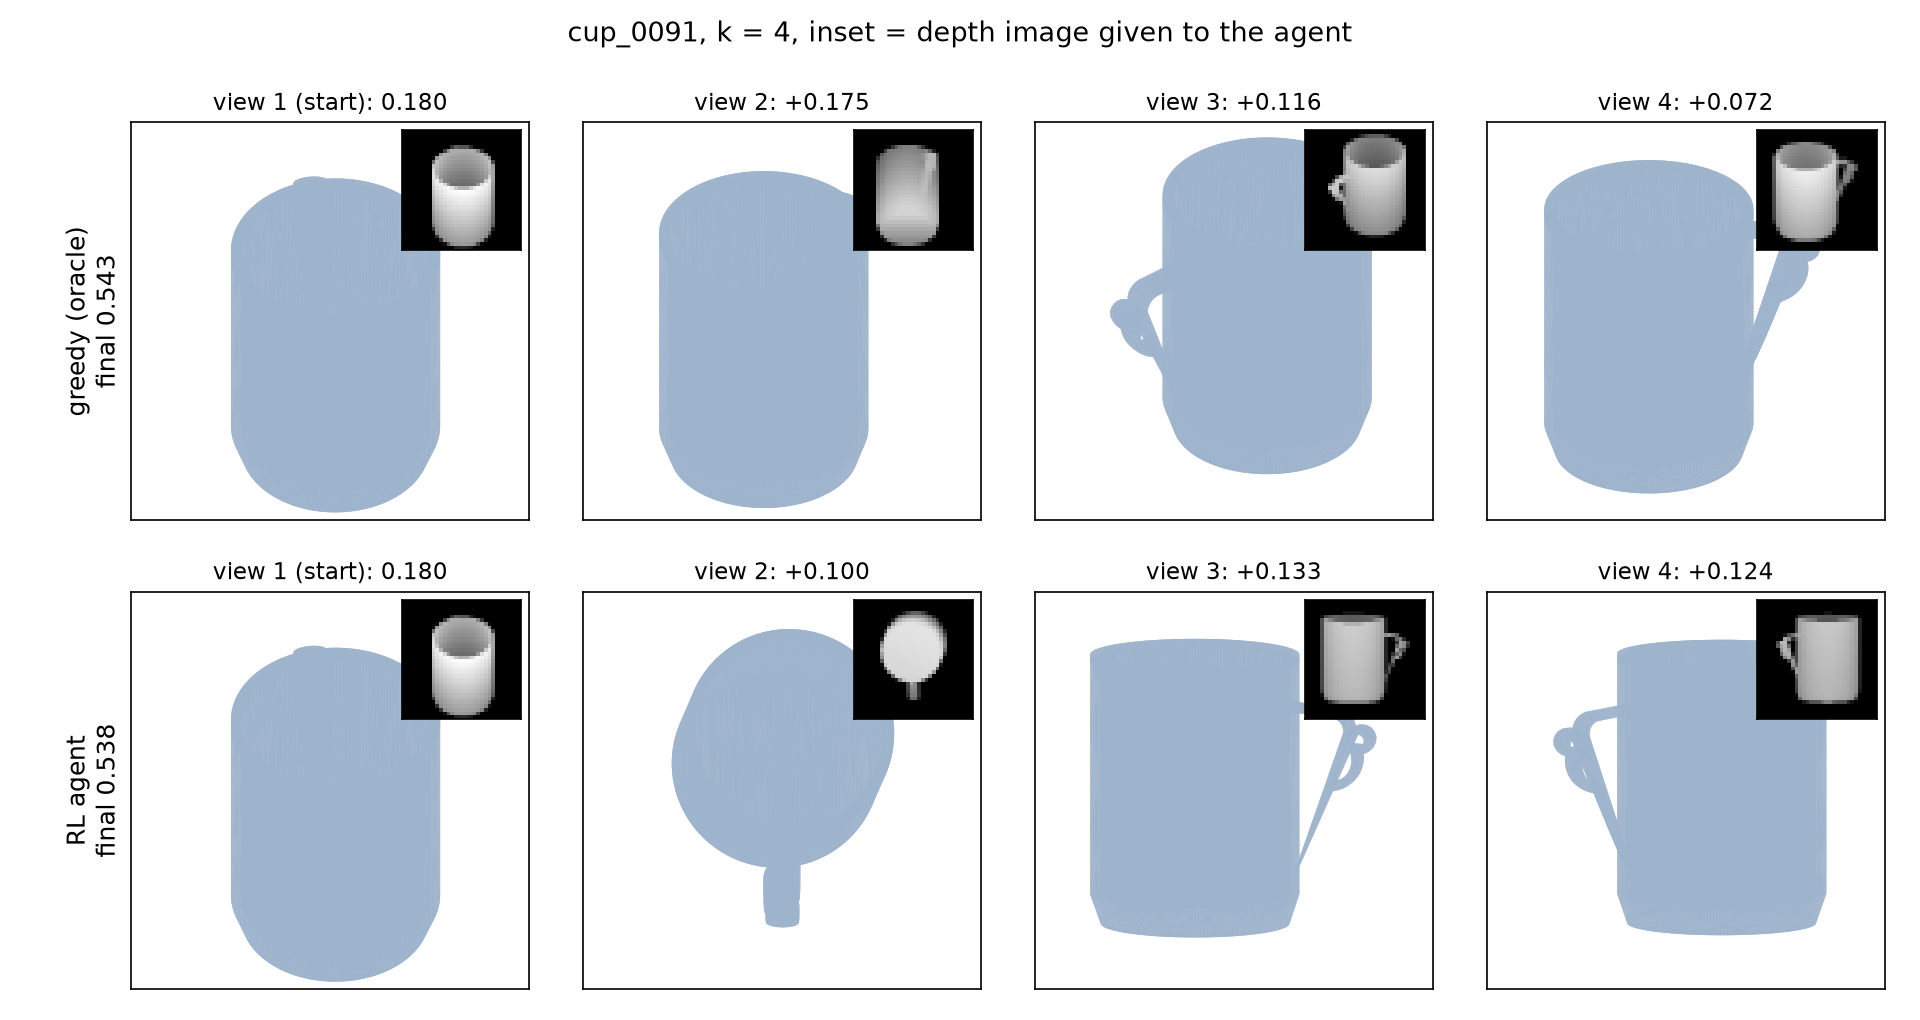 cup_0091, k = 4, inset = depth image given to the agent
greedy (oracle)
final 0.543
view 1 (start): 0.180
view 2: +0.175
view 3: +0.116
view 4: +0.072
RL agent
final 0.538
view 1 (start): 0.180
view 2: +0.100
view 3: +0.133
view 4: +0.124